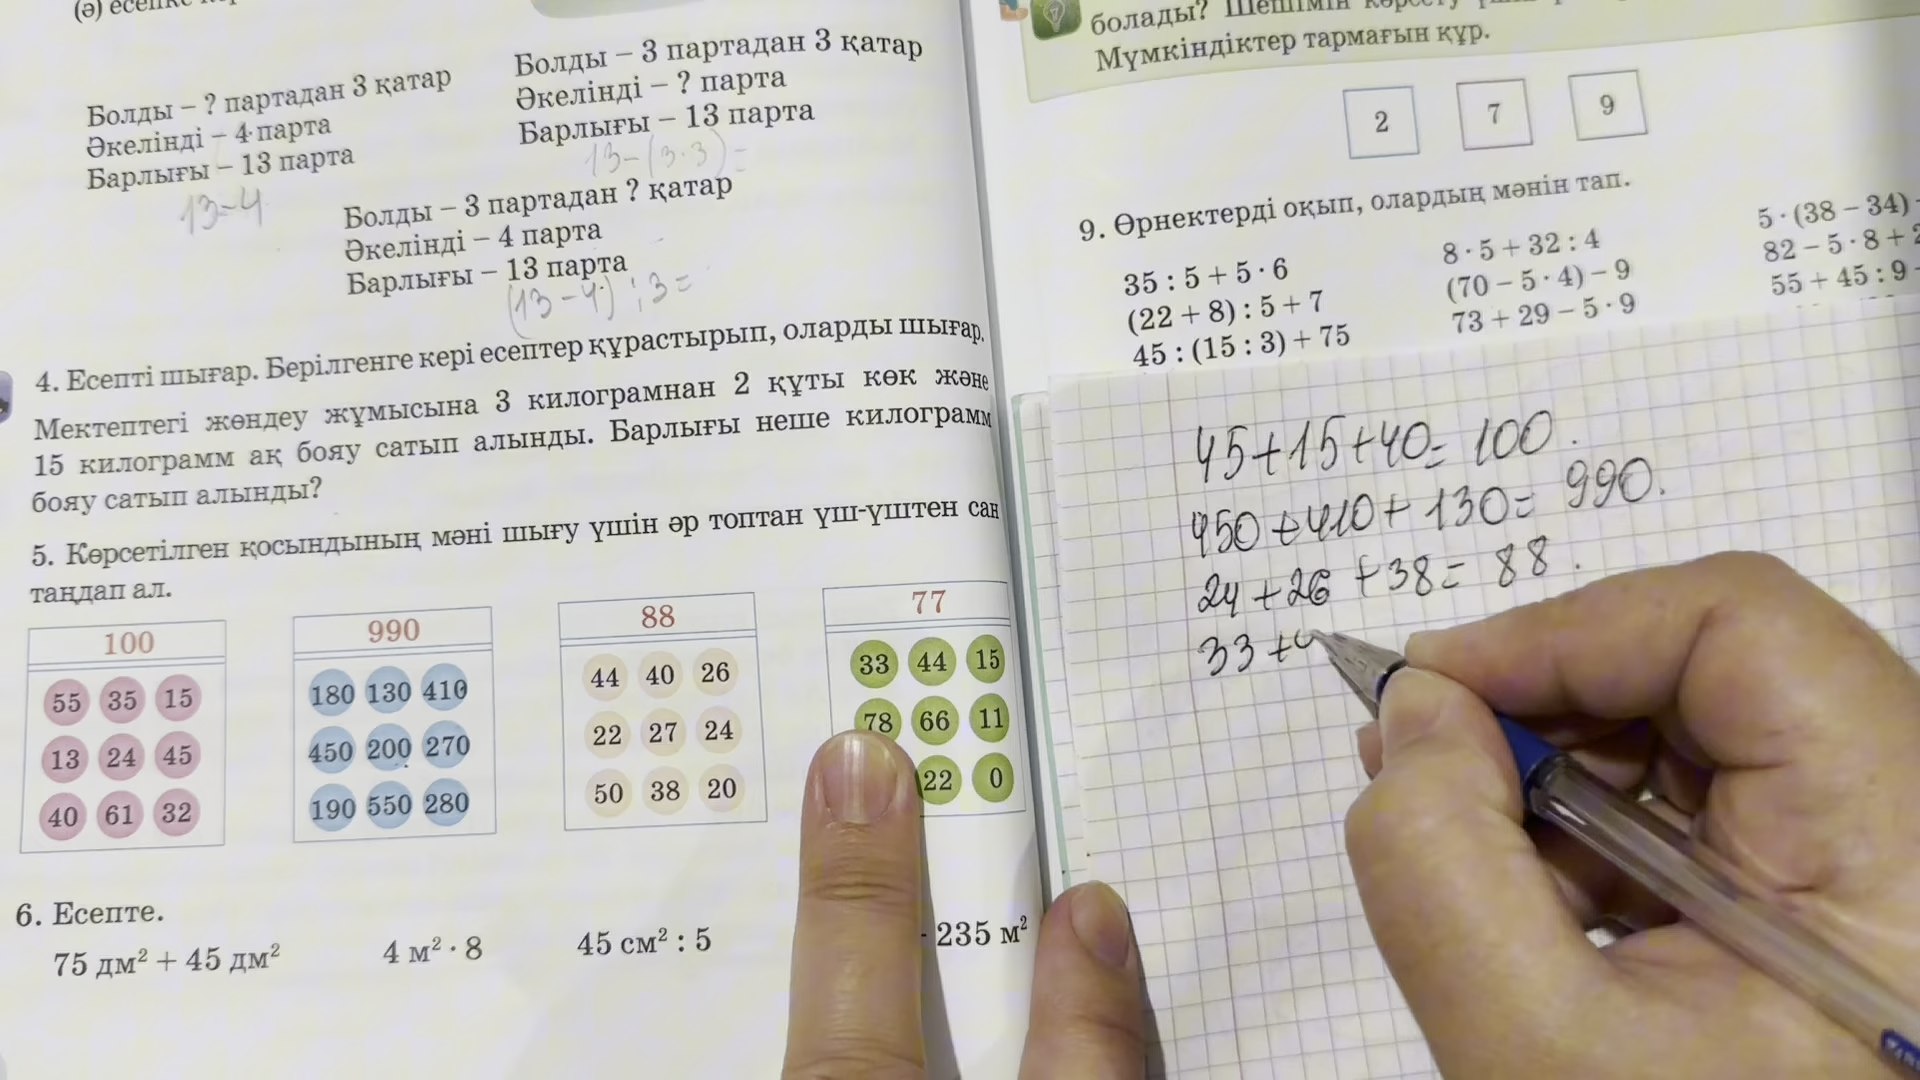 (ә)
Болды – ? партадан 3 қатар
Әкелінді – 4 парта
Барлығы – 13 парта
13-4
Болды – 3 партадан 3 қатар
Әкелінді – ? парта
Барлығы – 13 парта
13-(3·3)=
Болды – 3 партадан ? қатар
Әкелінді – 4 парта
Барлығы – 13 парта
(13-4):3=
4. Есепті шығар. Берілгенге кері есептер құрастырып, оларды шығар.
Мектептегі жөндеу жұмысына 3 килограмнан 2 құты көк және
15 килограмм ақ бояу сатып алынды. Барлығы неше килограмм
бояу сатып алынды?
5. Көрсетілген қосындының мәні шығу үшін әр топтан үш-үштен сан
таңдап ал.
100
55 35 15
13 24 45
40 61 32
990
180 130 410
450 200 270
190 550 280
88
44 40 26
22 27 24
50 38 20
77
33 44 15
78 66 11
22 0
6. Есепте.
75 дм² + 45 дм²
4 м² · 8
45 см² : 5
235 м²
болады? Шешімін көрсету
Мүмкіндіктер тармағын құр.
2 7 9
9. Өрнектерді оқып, олардың мәнін тап.
35 : 5 + 5 · 6
(22 + 8) : 5 + 7
45 : (15 : 3) + 75
8 · 5 + 32 : 4
(70 – 5 · 4) – 9
73 + 29 – 5 · 9
5 · (38 – 34)
82 – 5 · 8 + 2
55 + 45 : 9
45+15+40=100.
450+410+130=990.
24+26+38=88.
33+4